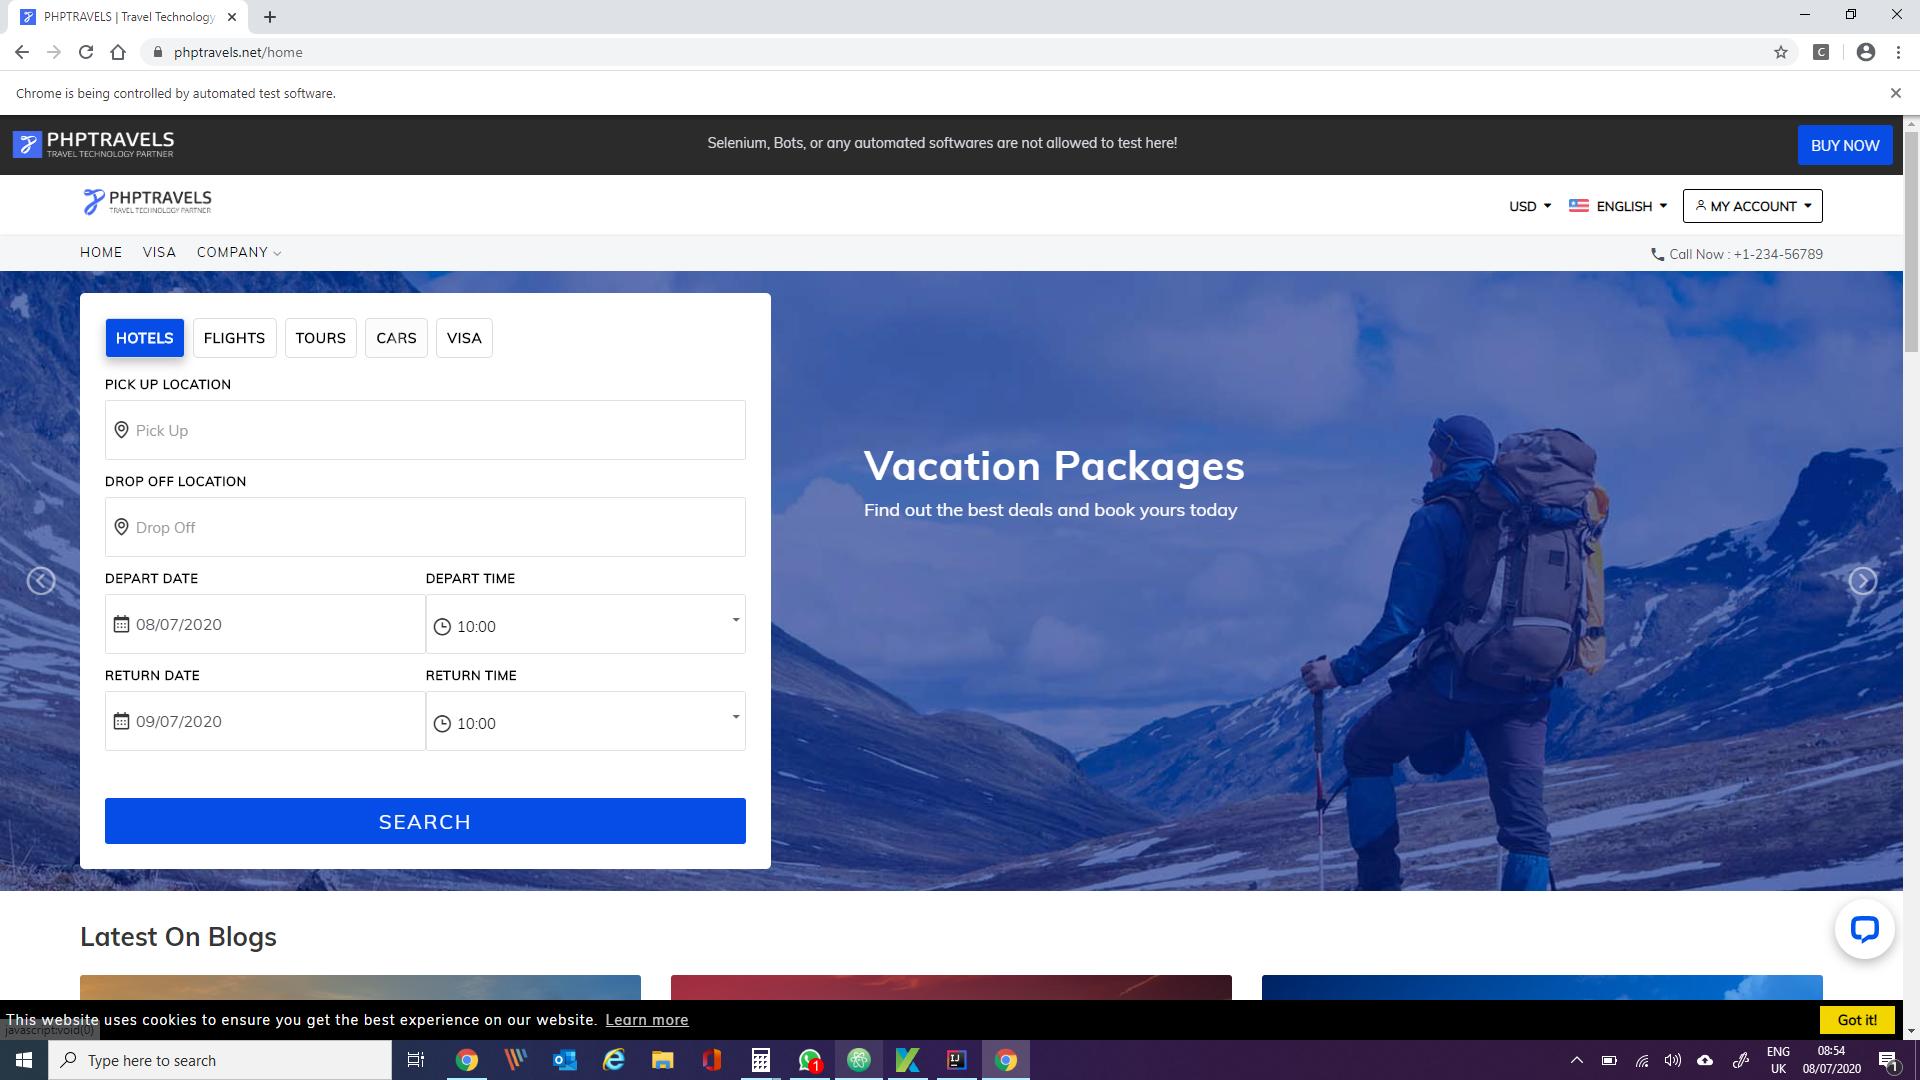 PHPTRAVELS | Travel Technology
phptravels.net/home
C
Chrome is being controlled by automated test software.
PHPTRAVELS
TRAVEL TECHNOLOGY PARTNER
Selenium, Bots, or any automated softwares are not allowed to test here!
BUY NOW
PHPTRAVELS
TRAVEL TECHNOLOGY PARTNER
USD
ENGLISH
MY ACCOUNT
HOME VISA COMPANY
Call Now : +1-234-56789
HOTELS FLIGHTS TOURS CARS VISA
PICK UP LOCATION
Pick Up
DROP OFF LOCATION
Drop Off
DEPART DATE DEPART TIME
08/07/2020 10:00
RETURN DATE RETURN TIME
09/07/2020 10:00
SEARCH
Vacation Packages
Find out the best deals and book yours today
Latest On Blogs
This website uses cookies to ensure you get the best experience on our website. Learn more
Got it!
javascript:void(0)
Type here to search
1
IJ
ENG
UK
08:54
08/07/2020
1